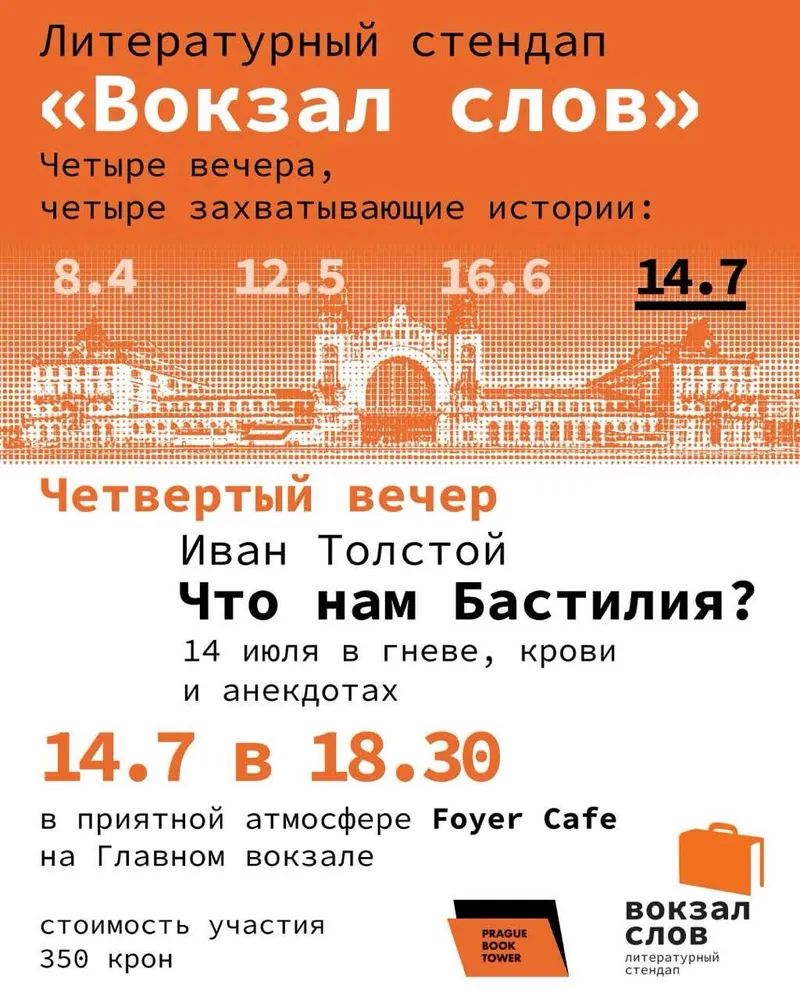 Литературный стендап
«Вокзал слов»
Четыре вечера,
четыре захватывающие истории:
8.4 12.5 16.6 14.7
Четвертый вечер
Иван Толстой
Что нам Бастилия?
14 июля в гневе, крови
и анекдотах
14.7 в 18.30
в приятной атмосфере Foyer Cafe
на Главном вокзале
стоимость участия
350 крон
PRAGUE
BOOK
TOWER
вокзал
слов
литературный
стендап